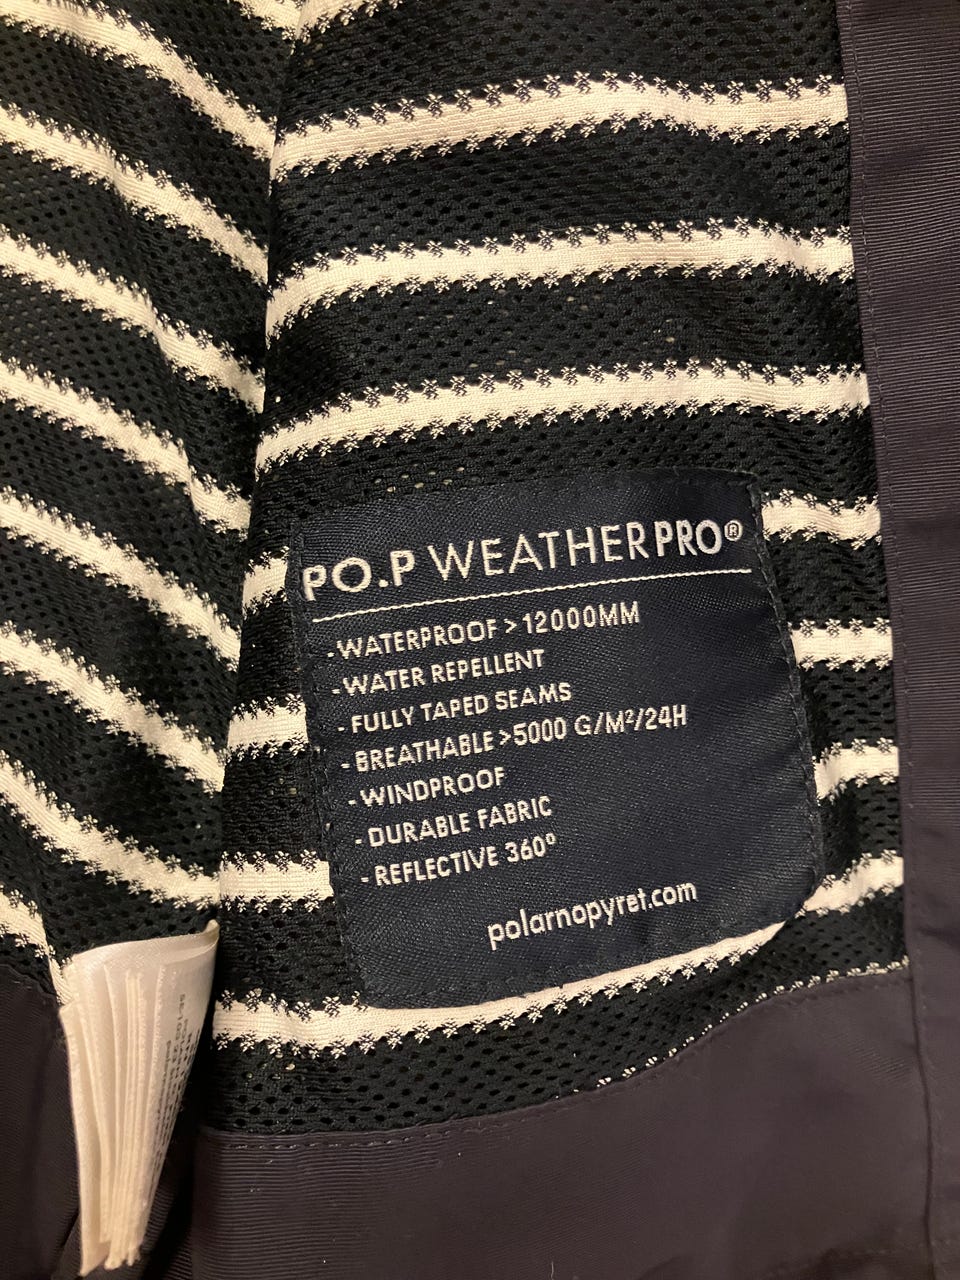 PO.P WEATHERPRO®
- WATERPROOF > 12000MM
- WATER REPELLENT
- FULLY TAPED SEAMS
- BREATHABLE >5000 G/M²/24H
- WINDPROOF
- DURABLE FABRIC
- REFLECTIVE 360º
polarnopyret.com